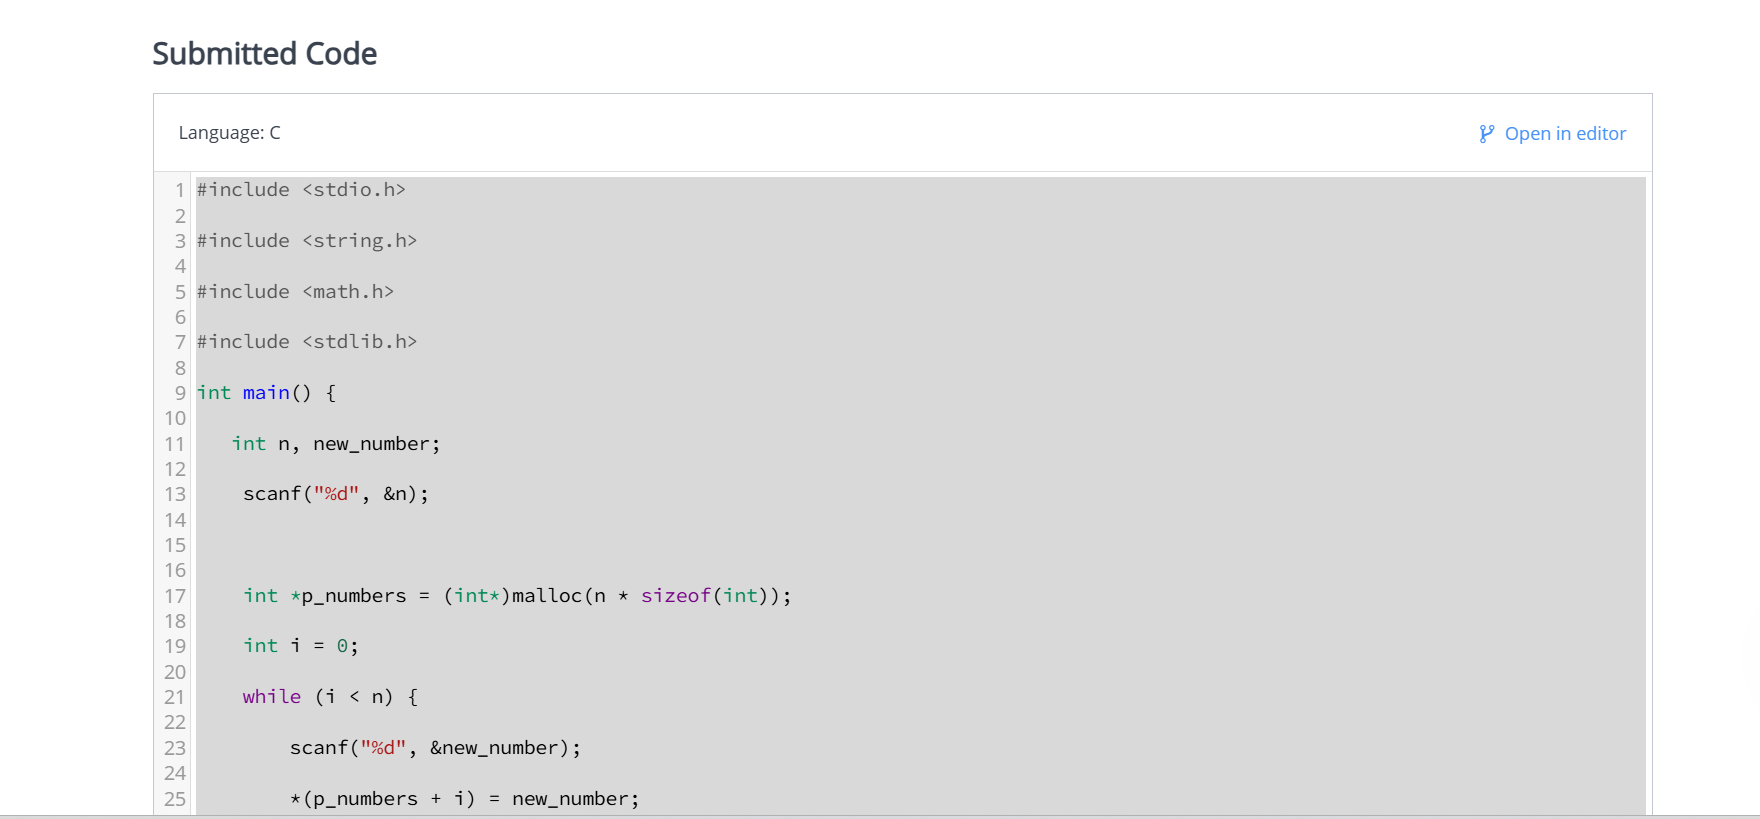 Submitted Code
Language: C
Open in editor
1 #include <stdio.h>
2
3 #include <string.h>
4
5 #include <math.h>
6
7 #include <stdlib.h>
8
9 int main() {
10
11    int n, new_number;
12
13     scanf("%d", &n);
14
15
16
17     int *p_numbers = (int*)malloc(n * sizeof(int));
18
19     int i = 0;
20
21     while (i < n) {
22
23         scanf("%d", &new_number);
24
25         *(p_numbers + i) = new_number;